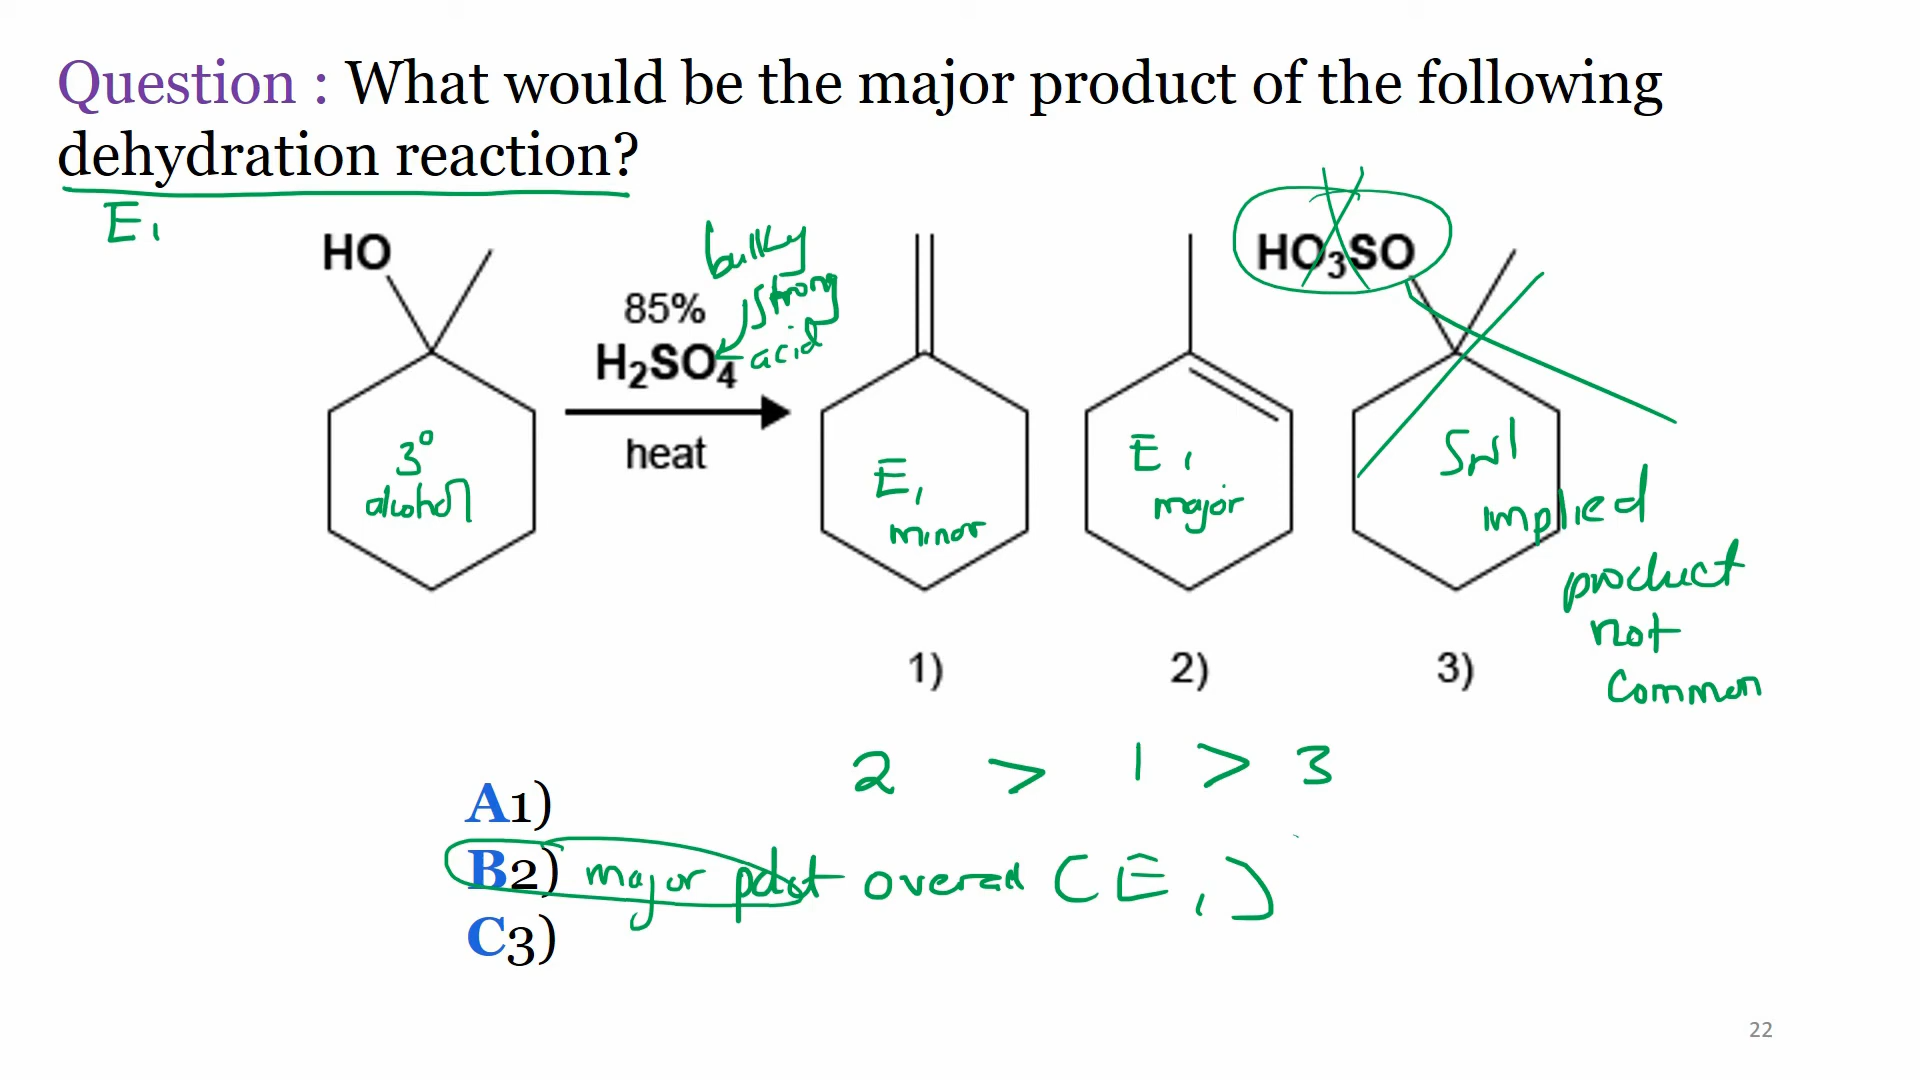 Question : What would be the major product of the following
dehydration reaction?
E1
HO
85%
H2SO4
heat
bulky
strong
acid
HO3SO
3° 
alcohol
E1
minor
E1
major
SN1
implied
product
not
common
1)
2)
3)
2 > 1 > 3
A1)
B2) major pdct overall (E1)
C3)
22